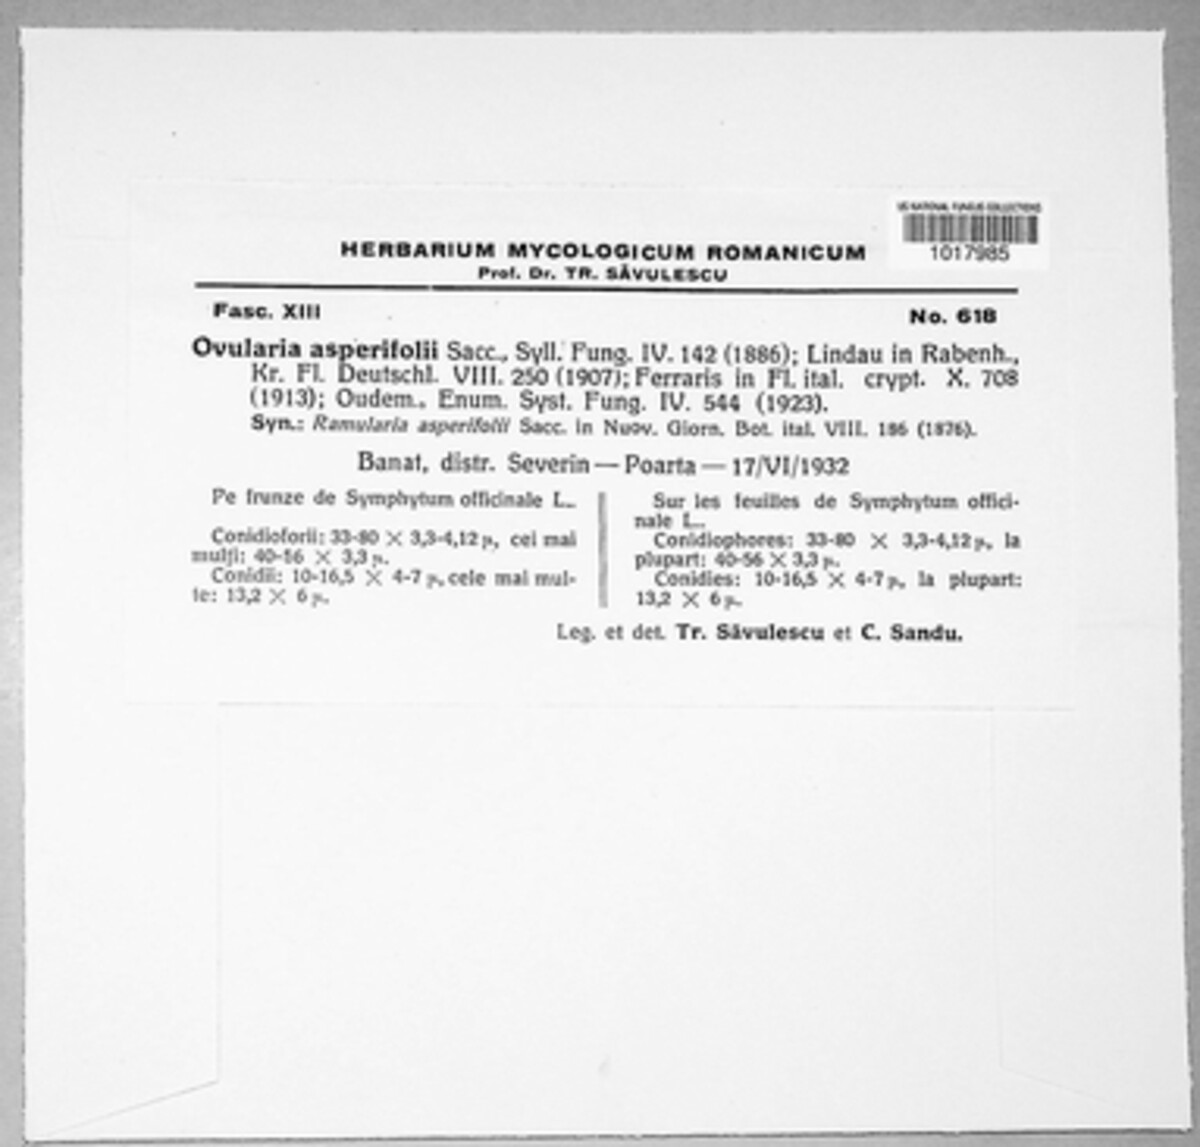 US NATIONAL FUNGUS COLLECTIONS
1017985
HERBARIUM MYCOLOGICUM ROMANICUM
Prof. Dr. TR. SĂVULESCU
Fasc. XIII No. 618
Ovularia asperifolii Sacc., Syll. Fung. IV. 142 (1886); Lindau in Rabenh.,
Kr. Fl. Deutschl. VIII. 250 (1907); Ferraris in Fl. ital. crypt. X. 708
(1913); Oudem., Enum. Syst. Fung. IV. 544 (1923).
Syn.: Ramularia asperifolii Sacc. in Nuov. Giorn. Bot. ital. VIII. 186 (1876).
Banat, distr. Severin — Poarta — 17/VI/1932
Pe frunze de Symphytum officinale L.
Conidioforii: 33-80 × 3,3-4,12 µ, cei mai
mulți: 40-56 × 3,3 µ.
Conidii: 10-16,5 × 4-7 µ, cele mai mul-
te: 13,2 × 6 µ.
Sur les feuilles de Symphytum offici-
nale L.
Conidiophores: 33-80 × 3,3-4,12 µ, la
plupart: 40-56 × 3,3 µ.
Conidies: 10-16,5 × 4-7 µ, la plupart:
13,2 × 6 µ.
Leg. et det. Tr. Săvulescu et C. Sandu.